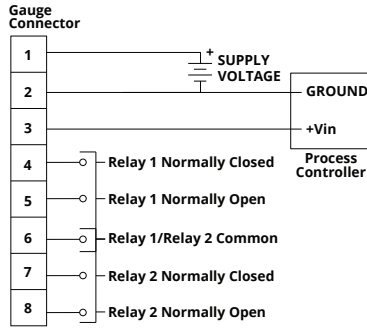 Gauge
Connector
1
+
SUPPLY
VOLTAGE
2
GROUND
3
+Vin
Process
Controller
4
Relay 1 Normally Closed
5
Relay 1 Normally Open
6
Relay 1/Relay 2 Common
7
Relay 2 Normally Closed
8
Relay 2 Normally Open